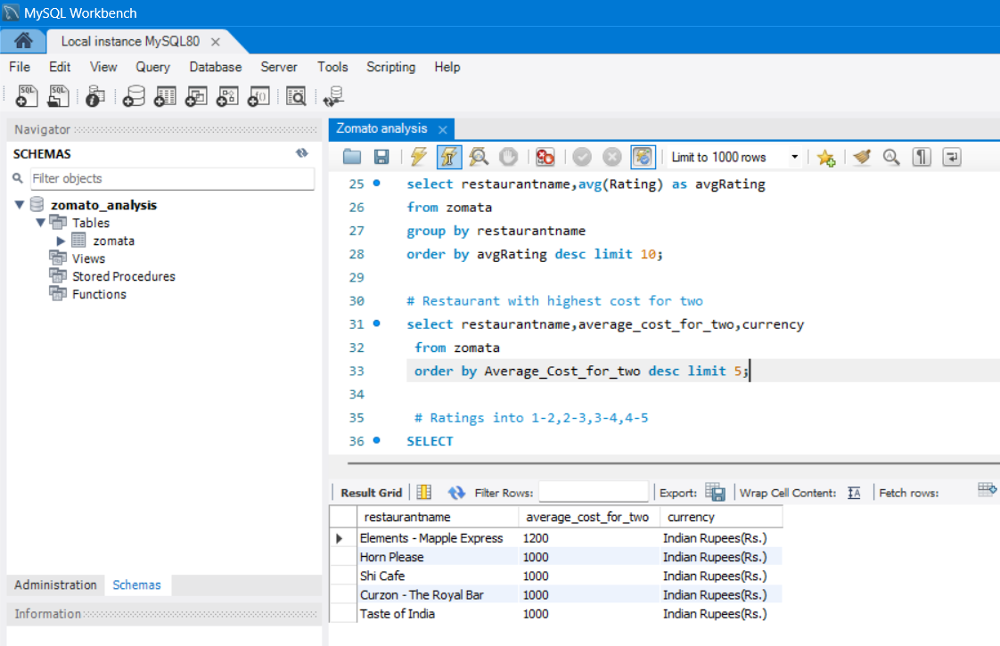 MySQL Workbench
Local instance MySQL80
File Edit View Query Database Server Tools Scripting Help
SQL SQL
Navigator
SCHEMAS
Filter objects
zomato_analysis
Tables
zomata
Views
Stored Procedures
Functions
Administration Schemas
Information
Zomato analysis
Limit to 1000 rows
25 select restaurantname,avg(Rating) as avgRating
26 from zomata
27 group by restaurantname
28 order by avgRating desc limit 10;
29
30 # Restaurant with highest cost for two
31 select restaurantname,average_cost_for_two,currency
32 from zomata
33 order by Average_Cost_for_two desc limit 5;
34
35 # Ratings into 1-2,2-3,3-4,4-5
36 SELECT
Result Grid Filter Rows: Export: Wrap Cell Content: Fetch rows:
restaurantname average_cost_for_two currency
Elements - Mapple Express 1200 Indian Rupees(Rs.)
Horn Please 1000 Indian Rupees(Rs.)
Shi Cafe 1000 Indian Rupees(Rs.)
Curzon - The Royal Bar 1000 Indian Rupees(Rs.)
Taste of India 1000 Indian Rupees(Rs.)